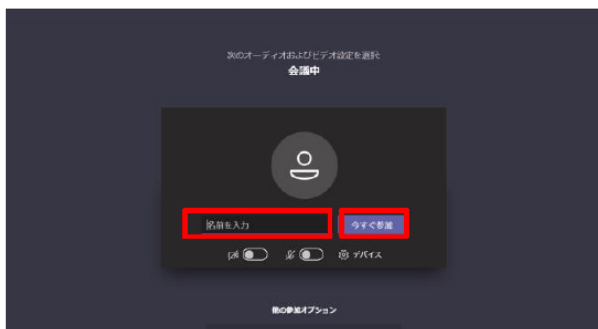 次のオーディオおよびビデオ設定を選択
会議中
名前を入力
今すぐ参加
デバイス
他の参加オプション